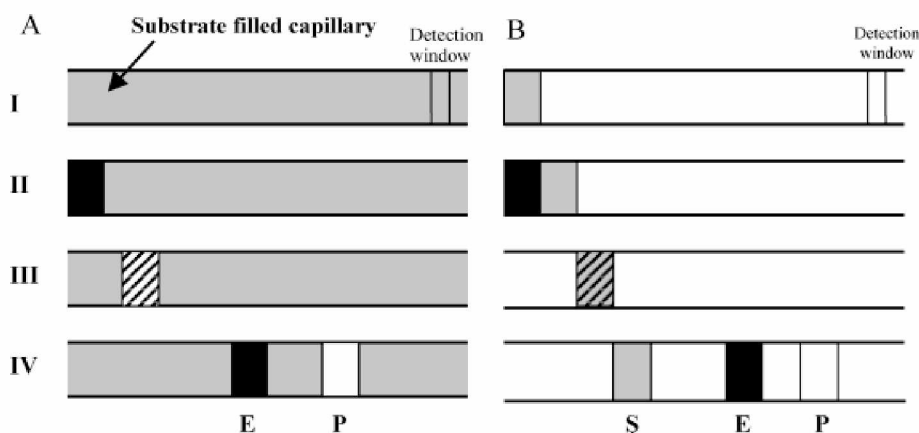 A
Substrate filled capillary
Detection
window
B
Detection
window
I
II
III
IV
E
P
S
E
P